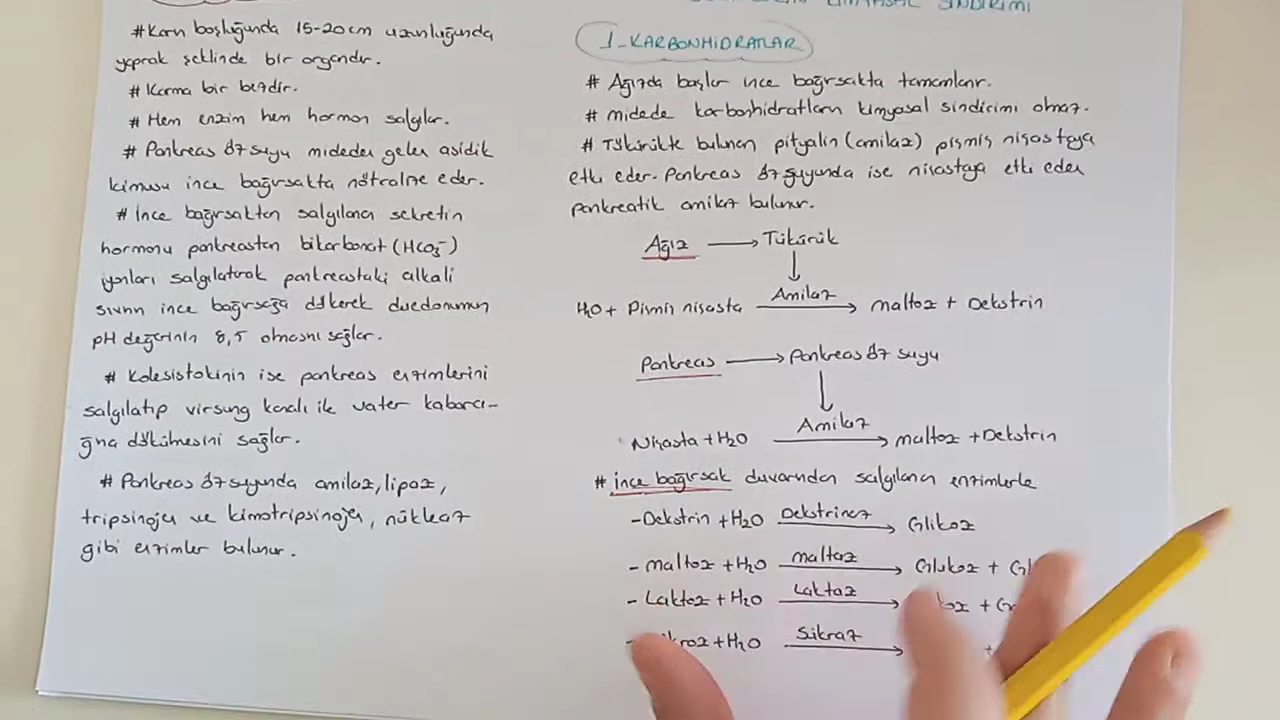 #Karın boşluğunda 15-20cm uzunluğunda
yaprak şeklinde bir organdır.
#Karma bir bezdir.
#Hem enzim hem hormon salgılar.
#Pankreas öz suyu mideden gelen asidik
kimusu ince bağırsakta nötralize eder.
#İnce bağırsaktan salgılanan sekretin
hormonu pankreastan bikarbonat (HCO₃⁻)
iyonları salgılatarak pankreastaki alkali
sıvının ince bağırsağa dökerek duedonumun
pH değerinin 8,5 olmasını sağlar.
# Kolesistokinin ise pankreas enzimlerini
salgılatıp virsung kanalı ile vater kabarcı-
ğına dökülmesini sağlar.
# Pankreas öz suyunda amilaz, lipaz,
tripsinojen ve kimotripsinojen, nükleaz
gibi enzimler bulunur.
SİNDİRİMİ
1-KARBONHİDRATLAR
# Ağızda başlar ince bağırsakta tamamlanır.
# midede karbonhidratların kimyasal sindirimi olmaz.
# Tükürükte bulunan pityalin (amilaz) pişmiş nişastaya
etki eder. Pankreas öz suyunda ise nişastaya etki eden
pankreatik amilaz bulunur.
Ağız → Tükürük
↓
H₂O + Pişmiş nişasta Amilaz → maltoz + Dekstrin
Pankreas → Pankreas öz suyu
↓
Nişasta + H₂O Amilaz → maltoz + Dekstrin
# İnce bağırsak duvarından salgılanan enzimlerle
-Dekstrin + H₂O Dekstrinaz → Glikoz
- maltoz + H₂O maltaz → Glukoz +
- Laktoz + H₂O Laktaz → +
+ H₂O Sükraz → +